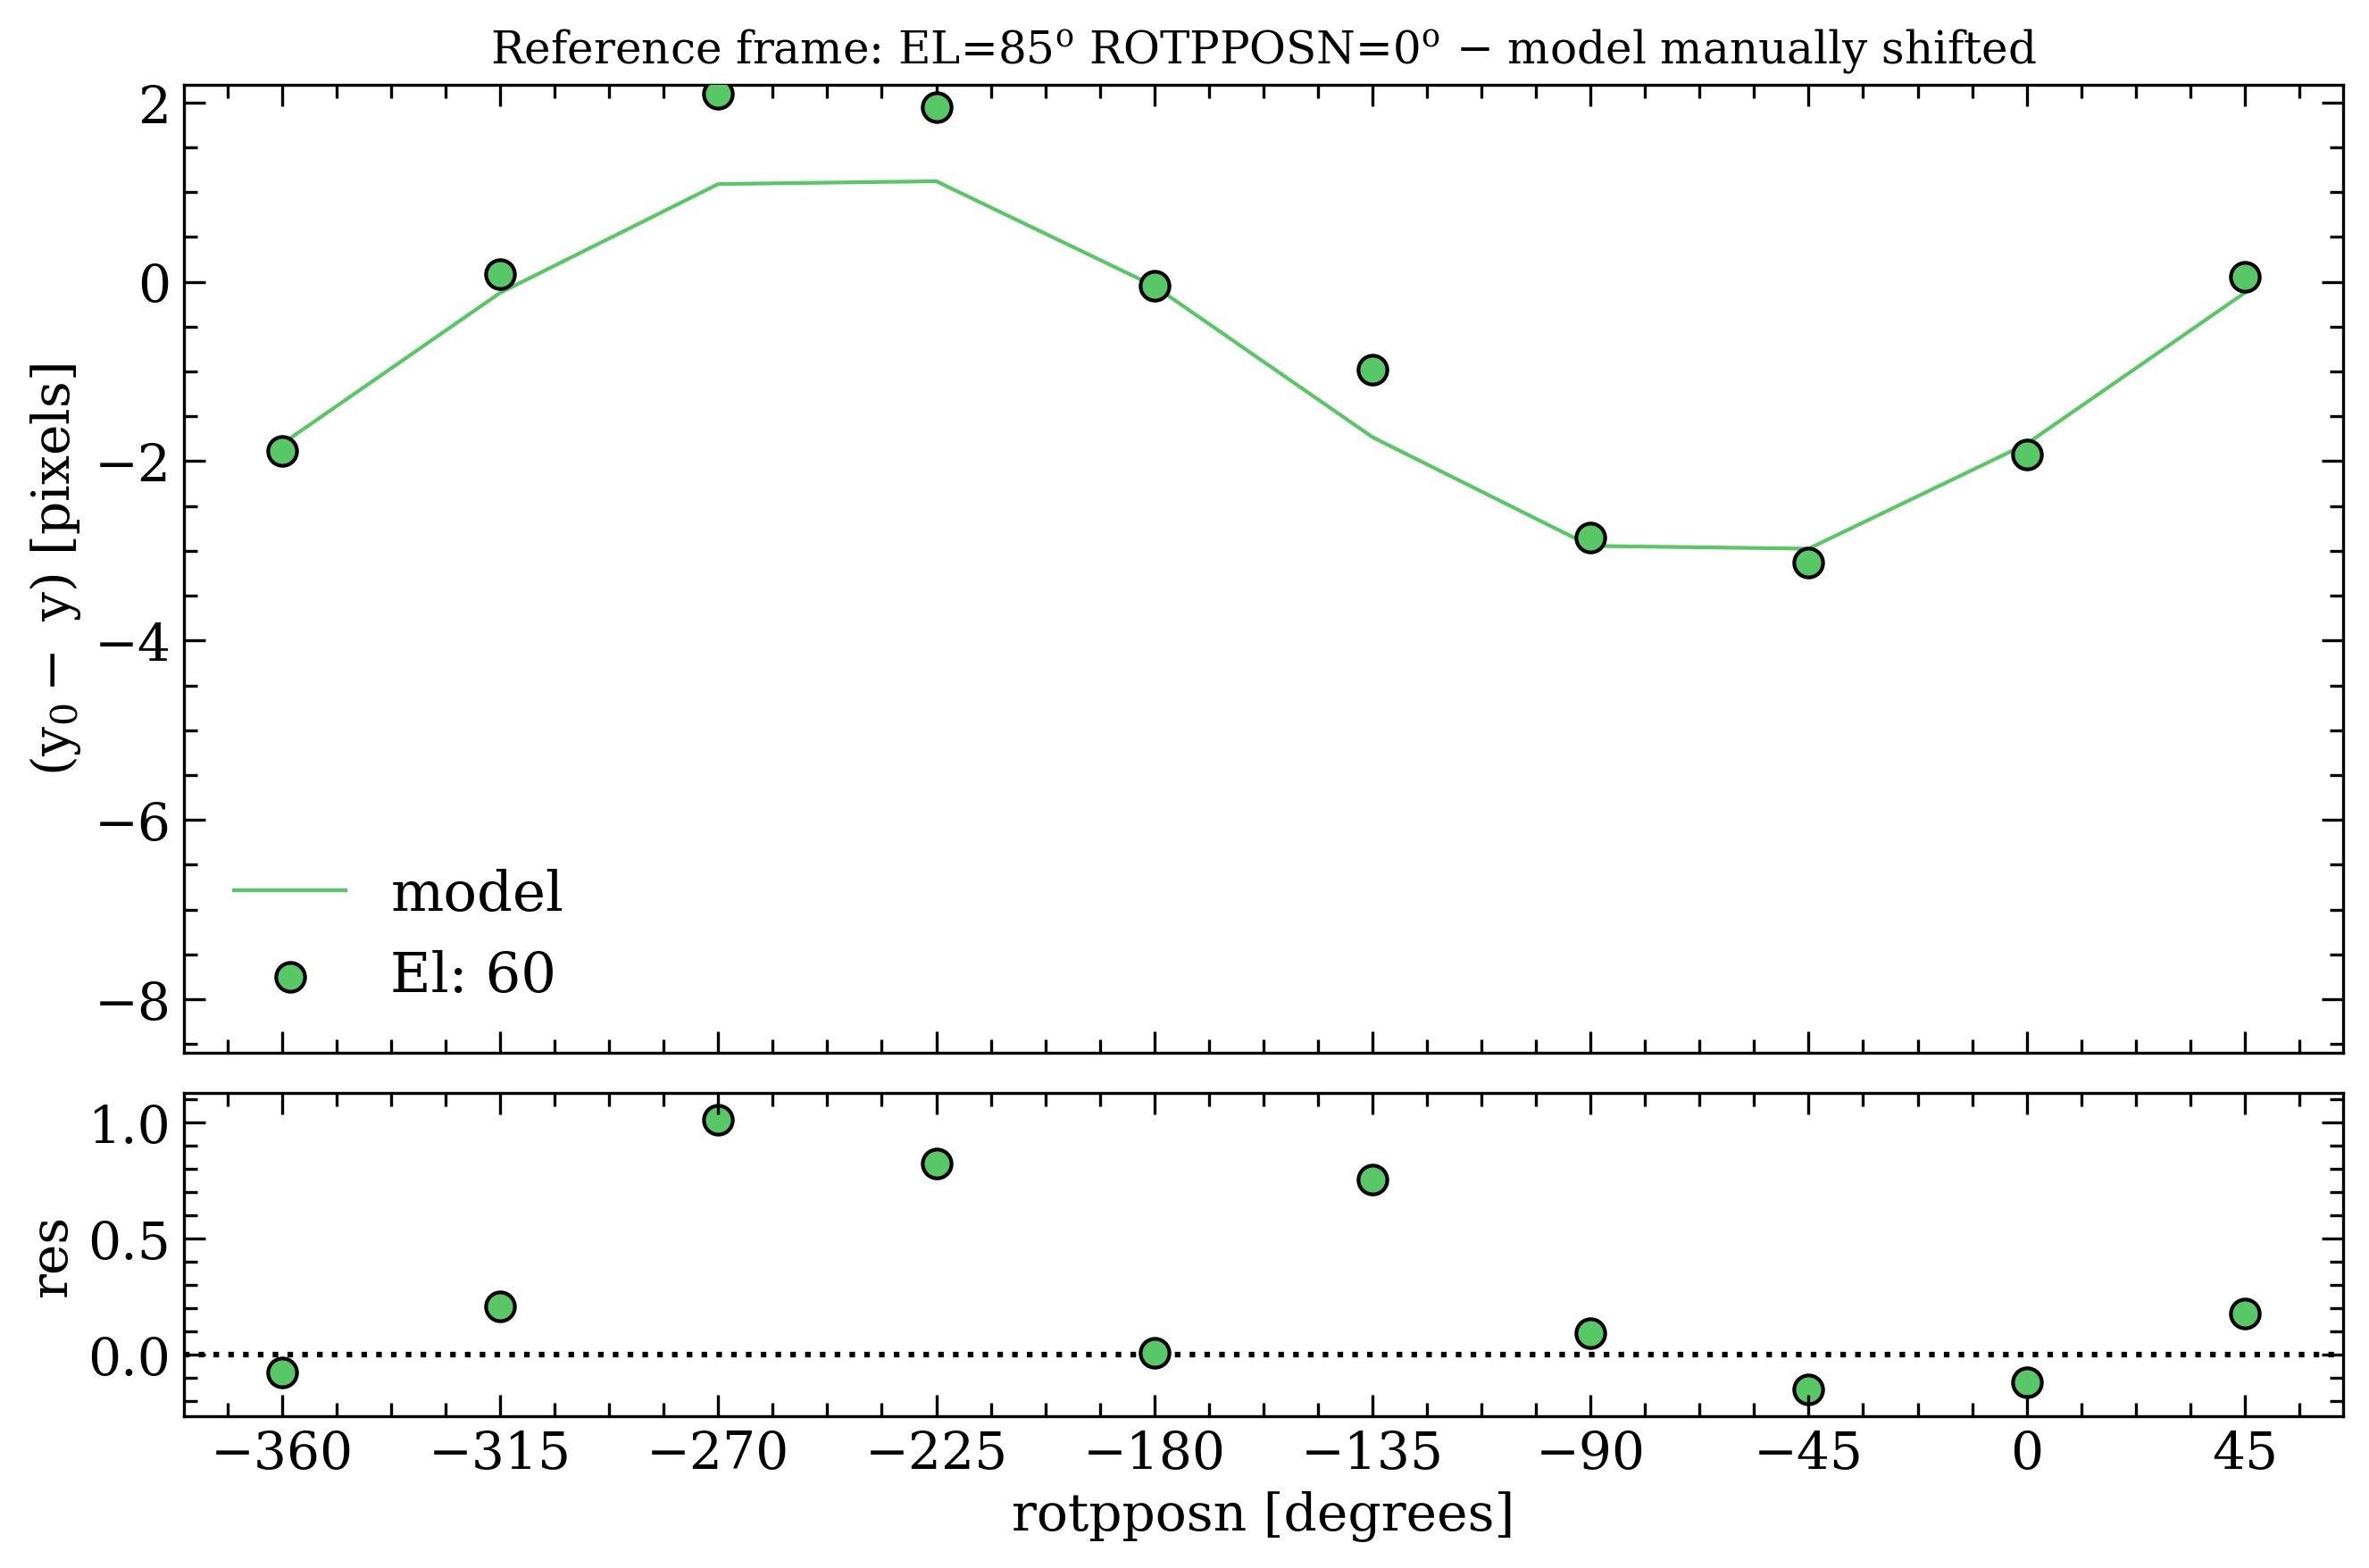 Reference frame: EL=85° ROTPPOSN=0° − model manually shifted
2
0
−2
−4
−6
−8
(y₀ − y) [pixels]
model
El: 60
1.0
0.5
0.0
res
−360 −315 −270 −225 −180 −135 −90 −45 0 45
rotpposn [degrees]